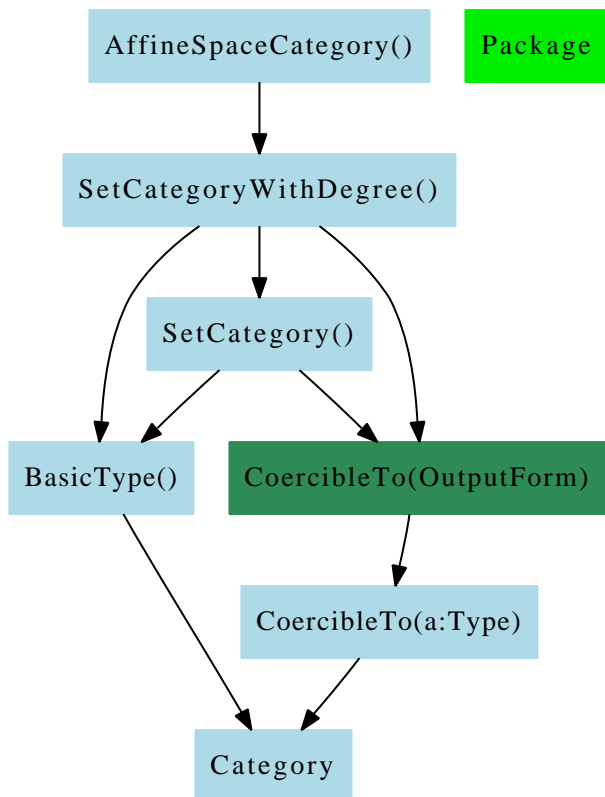 AffineSpaceCategory()
Package
SetCategoryWithDegree()
SetCategory()
BasicType()
CoercibleTo(OutputForm)
CoercibleTo(a:Type)
Category